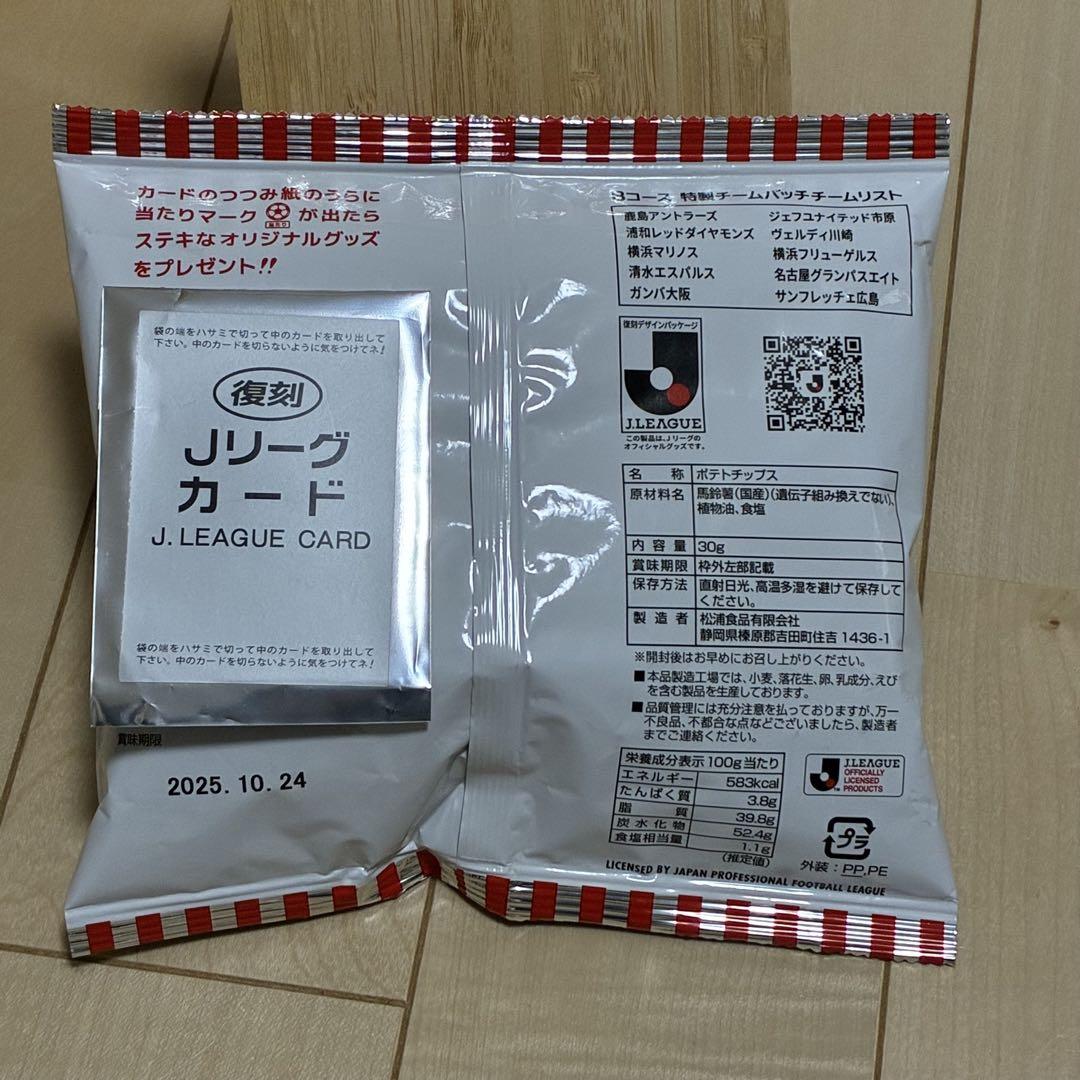 カードのつつみ紙のうらに
当たりマーク 当たり が出たら
ステキなオリジナルグッズ
をプレゼント!!
袋の端をハサミで切って中のカードを取り出して
下さい。中のカードを切らないように気をつけてネ!
復刻
Jリーグ
カード
J. LEAGUE CARD
袋の端をハサミで切って中のカードを取り出して
下さい。中のカードを切らないように気をつけてネ!
賞味期限
2025. 10. 24
Bコース 特製チームバッチチームリスト
鹿島アントラーズ ジェフユナイテッド市原
浦和レッドダイヤモンズ ヴェルディ川崎
横浜マリノス 横浜フリューゲルス
清水エスパルス 名古屋グランパスエイト
ガンバ大阪 サンフレッチェ広島
復刻デザインパッケージ
J.LEAGUE
この製品は、Jリーグの
オフィシャルグッズです。
名称 ポテトチップス
原材料名 馬鈴薯(国産)(遺伝子組み換えでない)、
植物油、食塩
内容量 30g
賞味期限 枠外左部記載
保存方法 直射日光、高温多湿を避けて保存して
ください。
製造者 松浦食品有限会社
静岡県榛原郡吉田町住吉 1436-1
※開封後はお早めにお召し上がりください。
■本品製造工場では、小麦、落花生、卵、乳成分、えび
を含む製品を生産しております。
■品質管理には充分注意を払っておりますが、万一
不良品、不都合な点などございましたら、製造者
までご連絡ください。
栄養成分表示 100g当たり
エネルギー 583kcal
たんぱく質 3.8g
脂質 39.8g
炭水化物 52.4g
食塩相当量 1.1g
(推定値)
J.LEAGUE
OFFICIALLY
LICENSED
PRODUCTS
TM
プラ
外装:PP,PE
LICENSED BY JAPAN PROFESSIONAL FOOTBALL LEAGUE